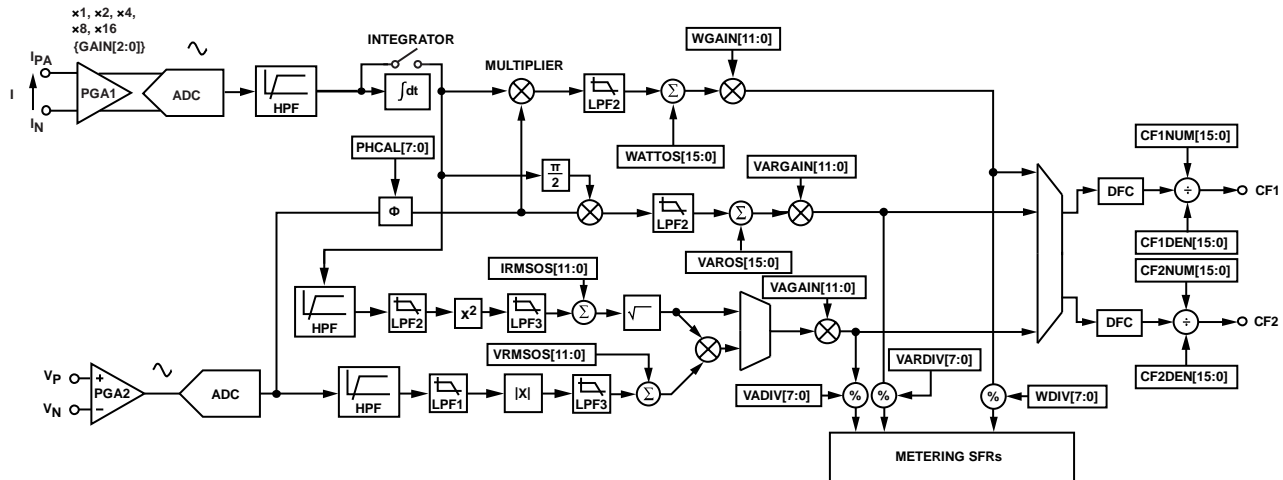 ×1, ×2, ×4,
×8, ×16
{GAIN[2:0]}
I
IPA
IN
PGA1
ADC
HPF
INTEGRATOR
∫dt
MULTIPLIER
LPF2
Σ
WATTOS[15:0]
WGAIN[11:0]
PHCAL[7:0]
Φ
π
2
LPF2
Σ
VAROS[15:0]
VARGAIN[11:0]
HPF
LPF2
x2
LPF3
IRMSOS[11:0]
Σ
√
VAGAIN[11:0]
VP
VN
+
−
PGA2
ADC
HPF
LPF1
|X|
LPF3
VRMSOS[11:0]
Σ
VADIV[7:0]
%
%
VARDIV[7:0]
%
WDIV[7:0]
METERING SFRs
CF1NUM[15:0]
DFC
÷
CF1
CF1DEN[15:0]
CF2NUM[15:0]
DFC
÷
CF2
CF2DEN[15:0]